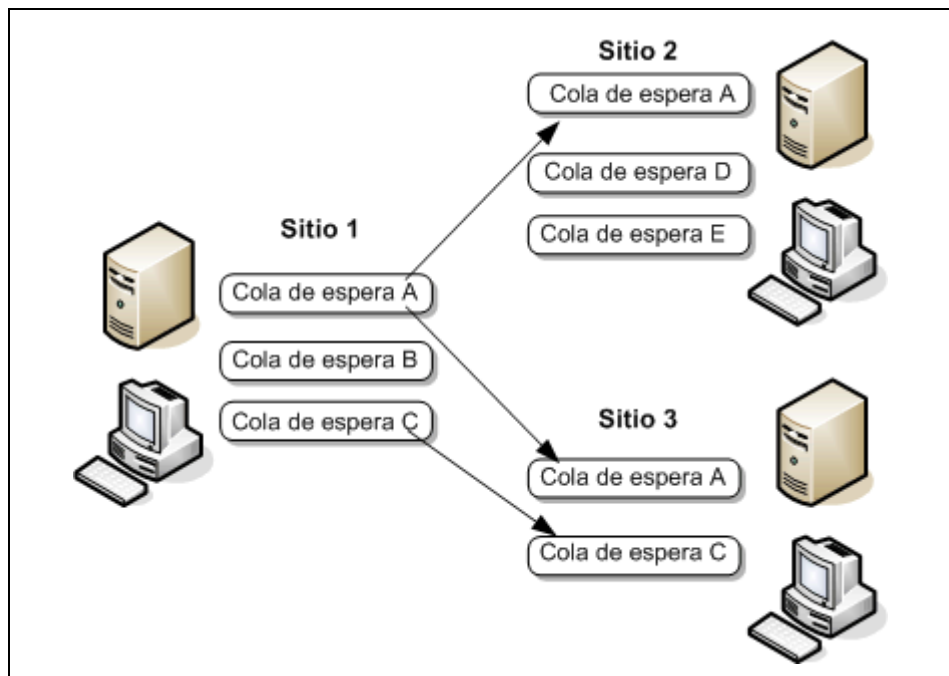 Sitio 2
Cola de espera A
Cola de espera D
Cola de espera E
Sitio 1
Cola de espera A
Cola de espera B
Cola de espera C
Sitio 3
Cola de espera A
Cola de espera C